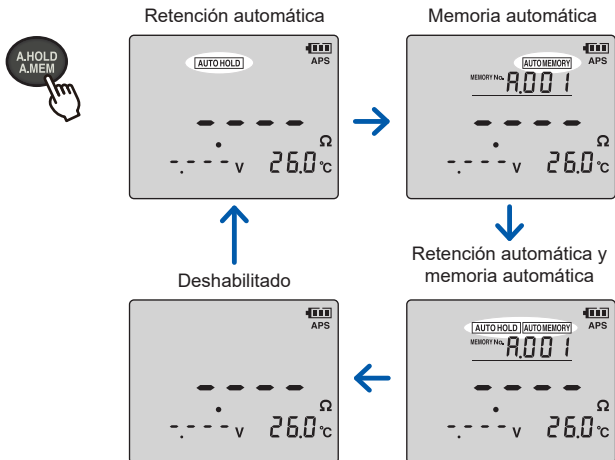 Retención automática
Memoria automática
A.HOLD
A.MEM
AUTO HOLD
APS
- - - -
Ω
-.- - - V 26.0 °C
AUTO MEMORY
APS
MEMORY No. A.001
- - - -
Ω
-.- - - V 26.0 °C
Deshabilitado
Retención automática y
memoria automática
APS
- - - -
Ω
-.- - - V 26.0 °C
AUTO HOLD AUTO MEMORY
APS
MEMORY No. A.001
- - - -
Ω
-.- - - V 26.0 °C